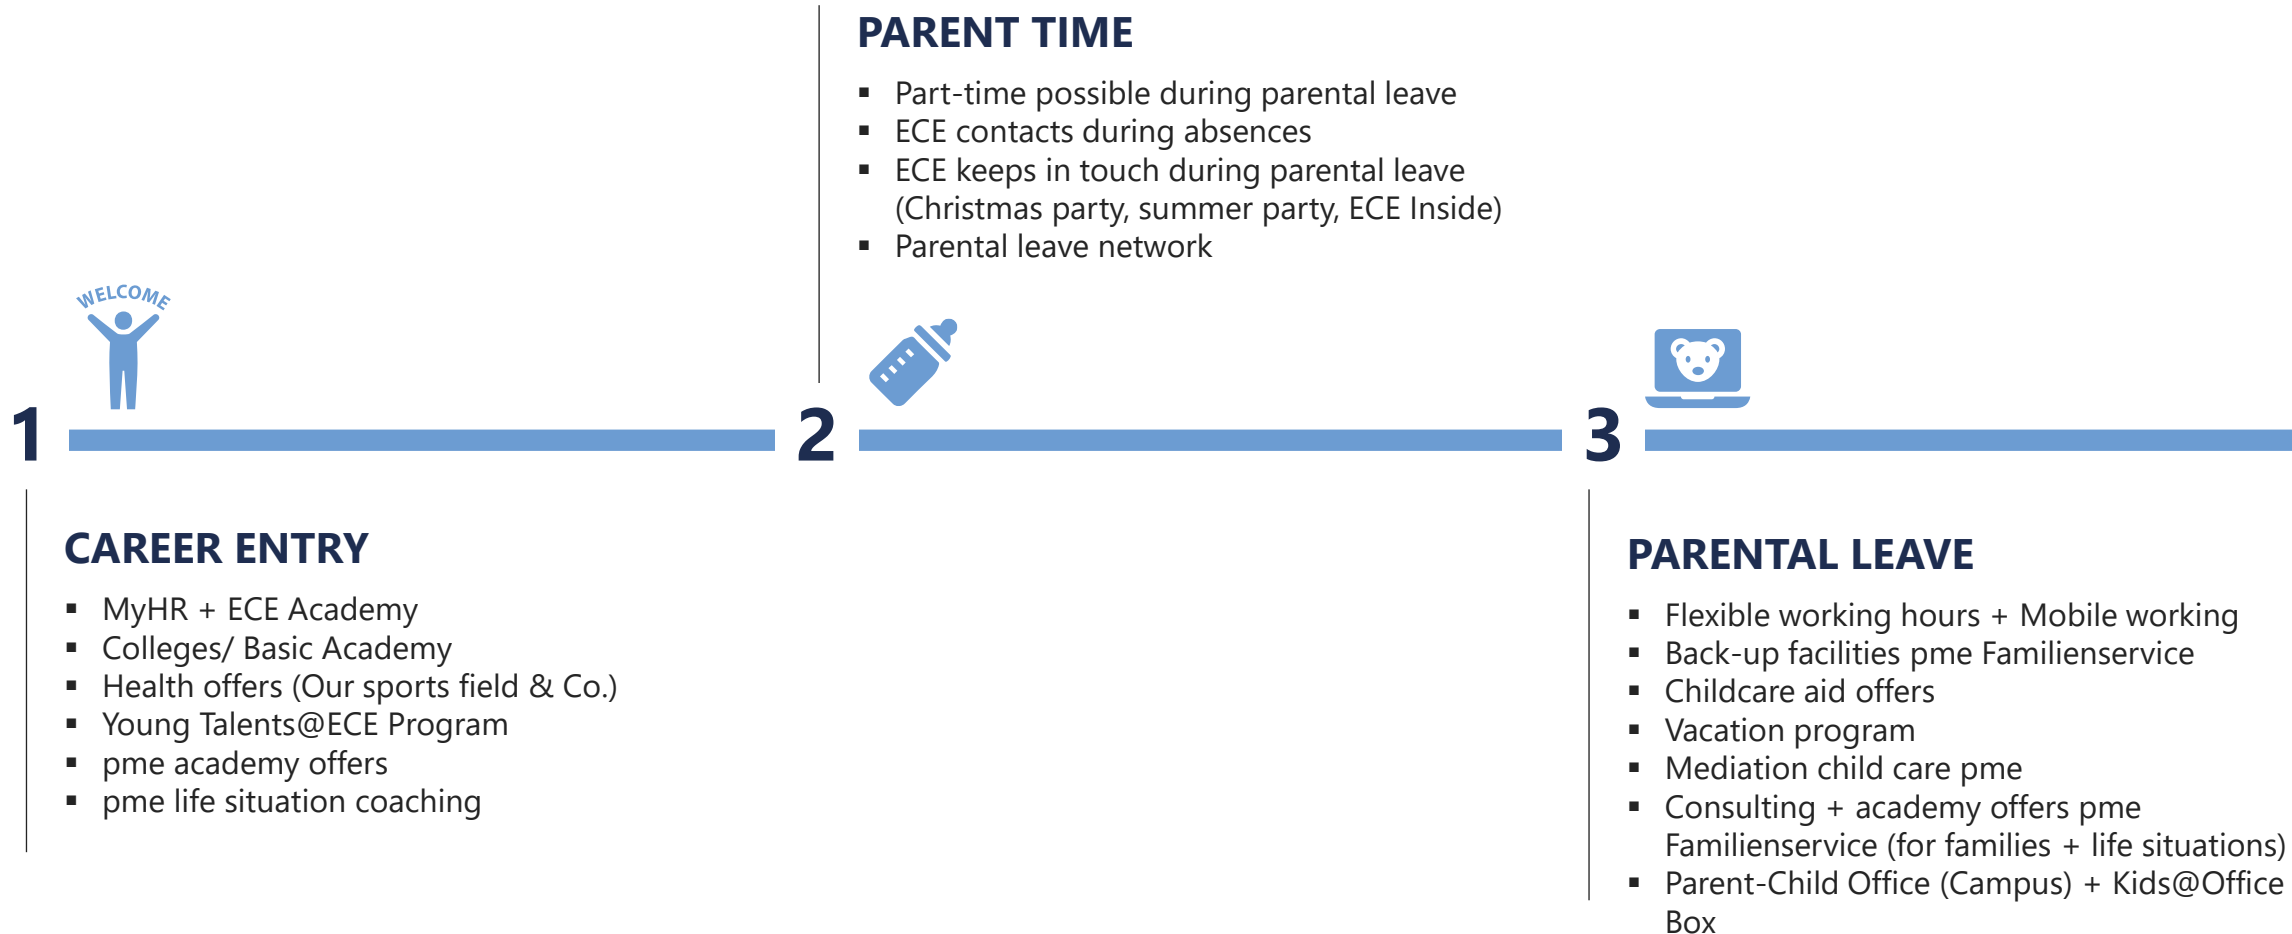 PARENT TIME
▪ Part-time possible during parental leave
▪ ECE contacts during absences
▪ ECE keeps in touch during parental leave
(Christmas party, summer party, ECE Inside)
▪ Parental leave network
WELCOME
1
2
3
CAREER ENTRY
▪ MyHR + ECE Academy
▪ Colleges/ Basic Academy
▪ Health offers (Our sports field & Co.)
▪ Young Talents@ECE Program
▪ pme academy offers
▪ pme life situation coaching
PARENTAL LEAVE
▪ Flexible working hours + Mobile working
▪ Back-up facilities pme Familienservice
▪ Childcare aid offers
▪ Vacation program
▪ Mediation child care pme
▪ Consulting + academy offers pme
Familienservice (for families + life situations)
▪ Parent-Child Office (Campus) + Kids@Office
Box